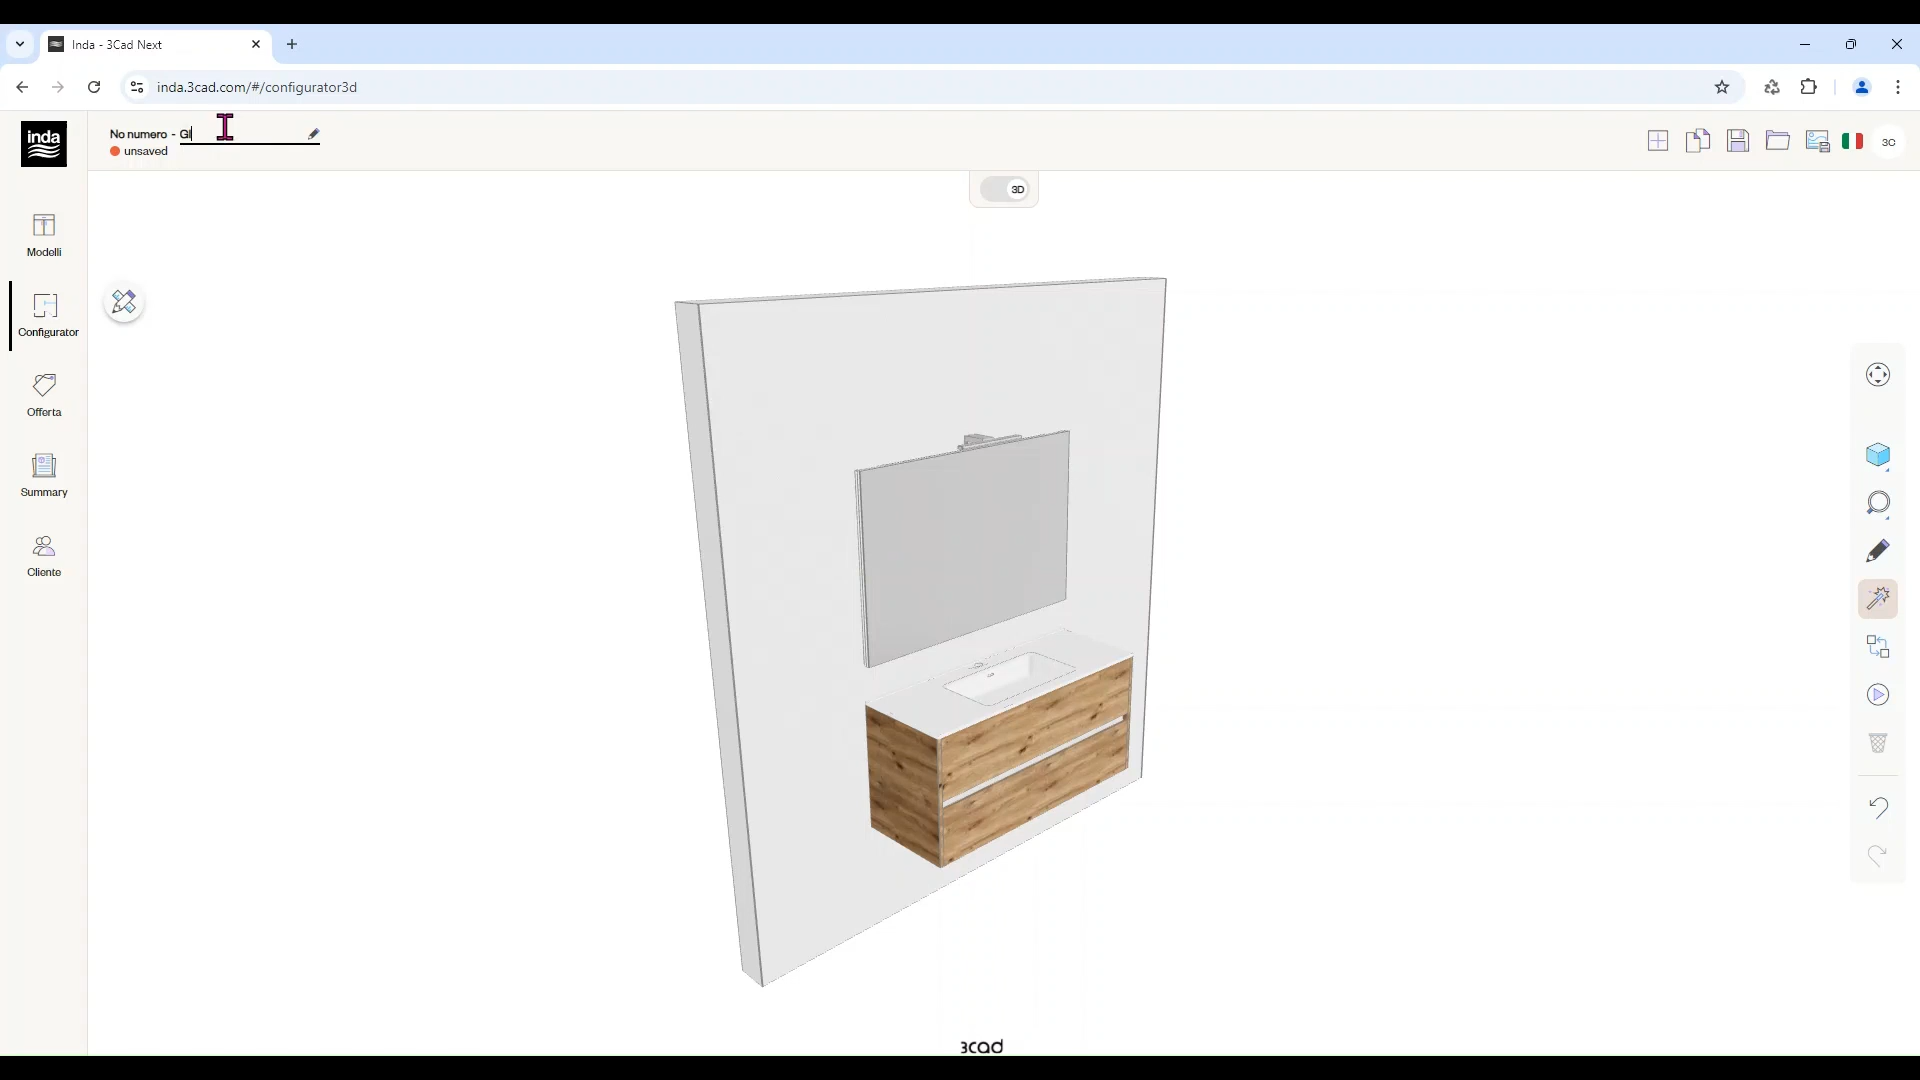 Inda - 3Cad Next
inda.3cad.com/#/configurator3d
inda
No numero - Gl
unsaved
3C
3D
Modelli
Configurator
Offerta
Summary
Cliente
3cad